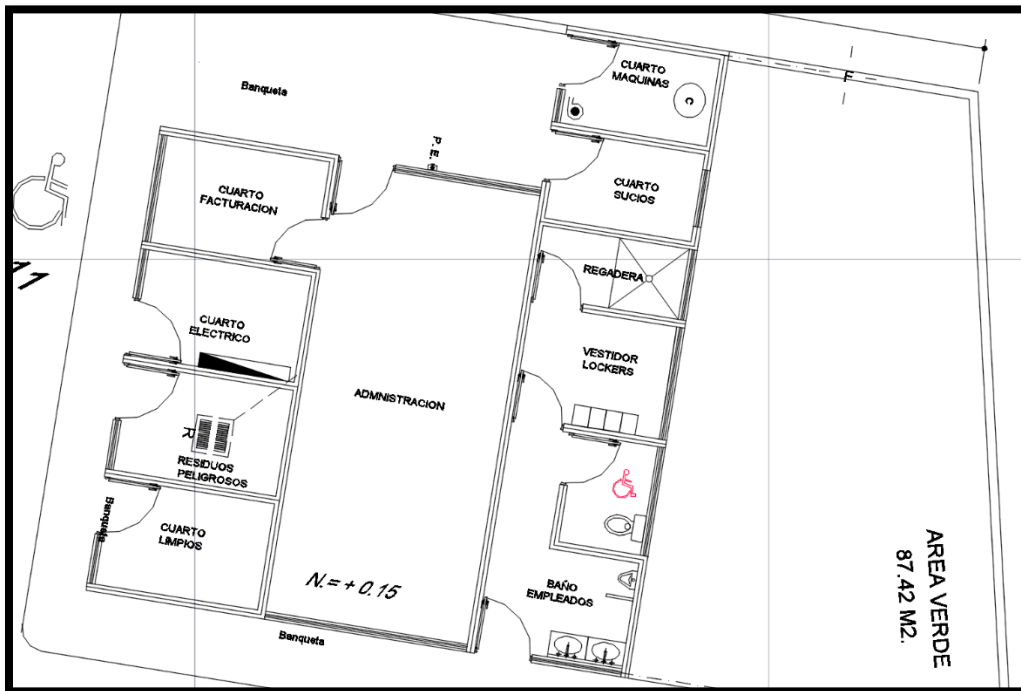 CUARTO
MAQUINAS
C
F
Banqueta
P. E.
CUARTO
FACTURACION
CUARTO
SUCIOS
REGADERA
CUARTO
ELECTRICO
VESTIDOR
LOCKERS
ADMNISTRACION
R
RESIDUOS
PELIGROSOS
Banqueta
CUARTO
LIMPIOS
N.= + 0.15
BAÑO
EMPLEADOS
Banqueta
AREA VERDE
87.42 M2.